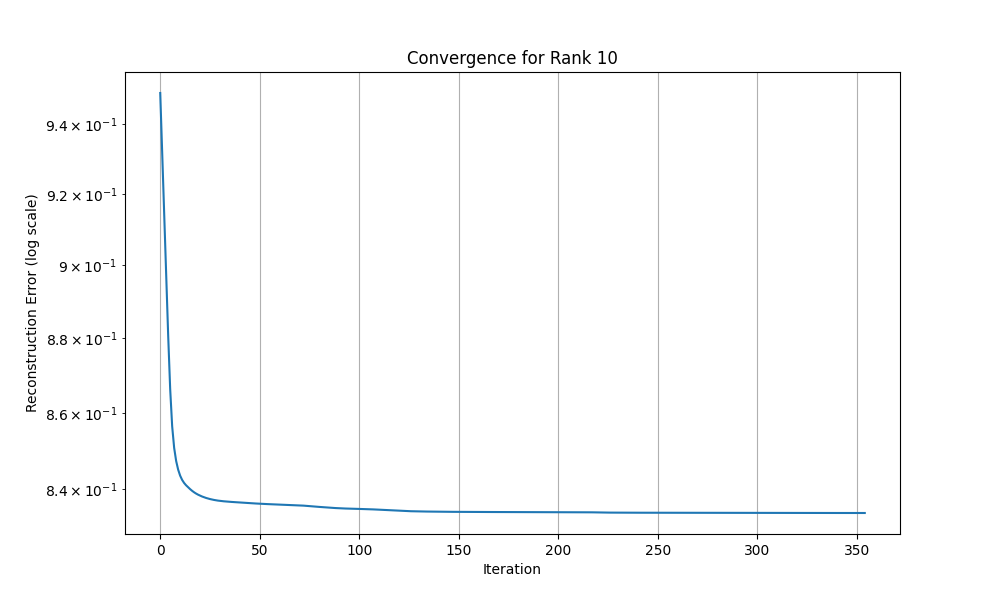 Convergence for Rank 10
Reconstruction Error (log scale)
9.4 × 10⁻¹
9.2 × 10⁻¹
9 × 10⁻¹
8.8 × 10⁻¹
8.6 × 10⁻¹
8.4 × 10⁻¹
0 50 100 150 200 250 300 350
Iteration